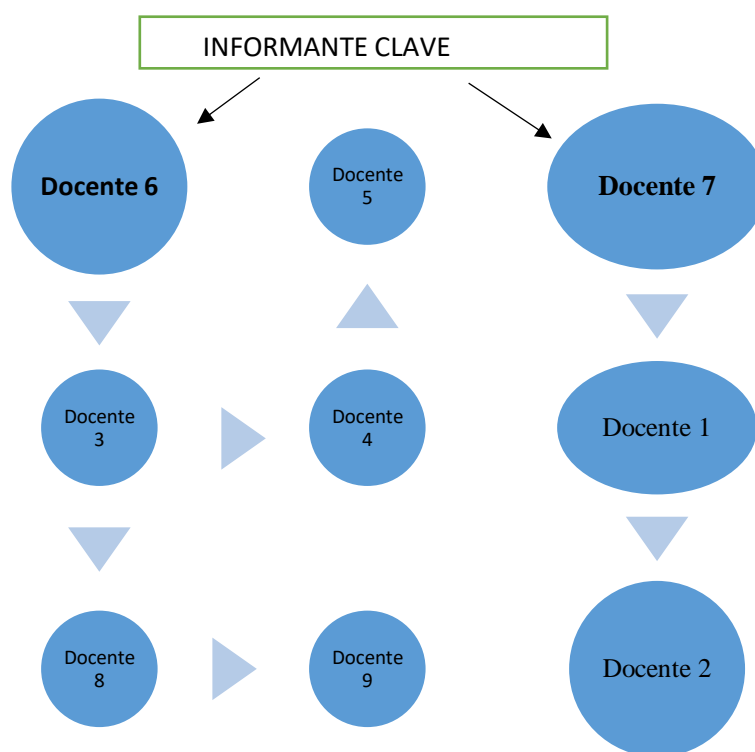 INFORMANTE CLAVE
Docente 6
Docente
5
Docente 7
Docente
3
Docente
4
Docente 1
Docente
8
Docente
9
Docente 2